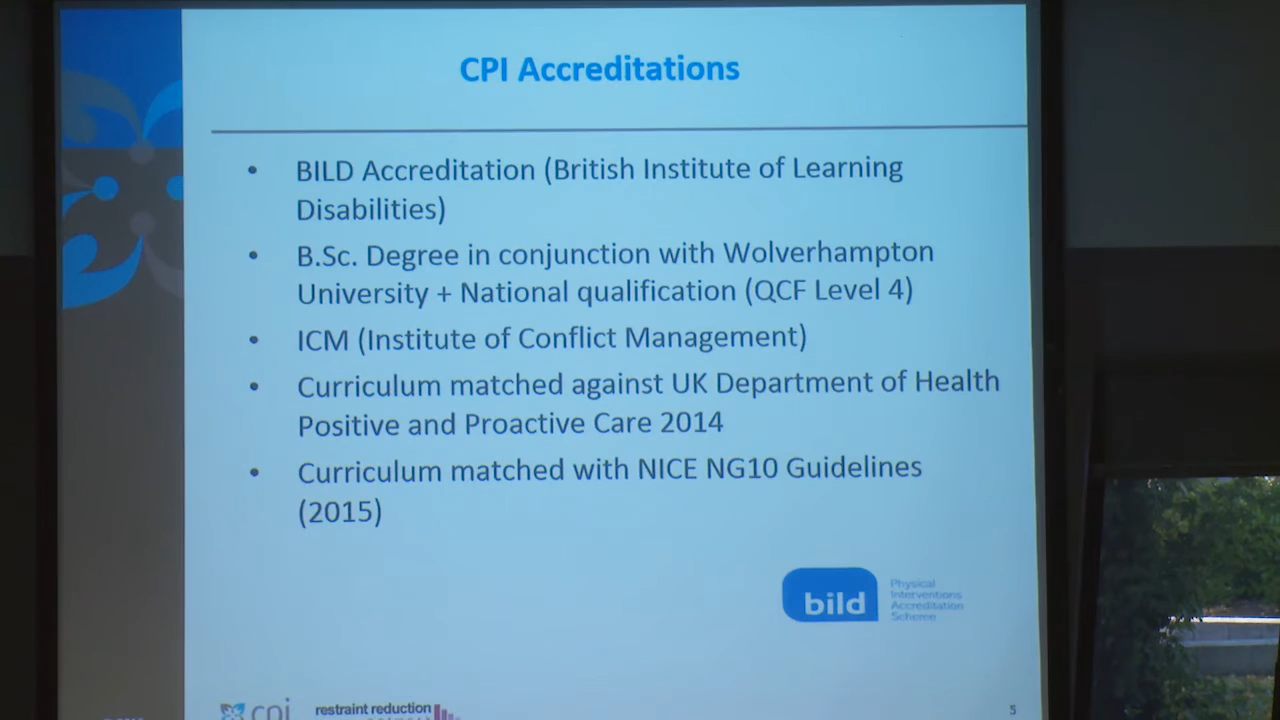 CPI Accreditations
• BILD Accreditation (British Institute of Learning
Disabilities)
• B.Sc. Degree in conjunction with Wolverhampton
University + National qualification (QCF Level 4)
• ICM (Institute of Conflict Management)
• Curriculum matched against UK Department of Health
Positive and Proactive Care 2014
• Curriculum matched with NICE NG10 Guidelines
(2015)
bild
Physical
Interventions
Accreditation
Scheme
cpi
restraint reduction
5